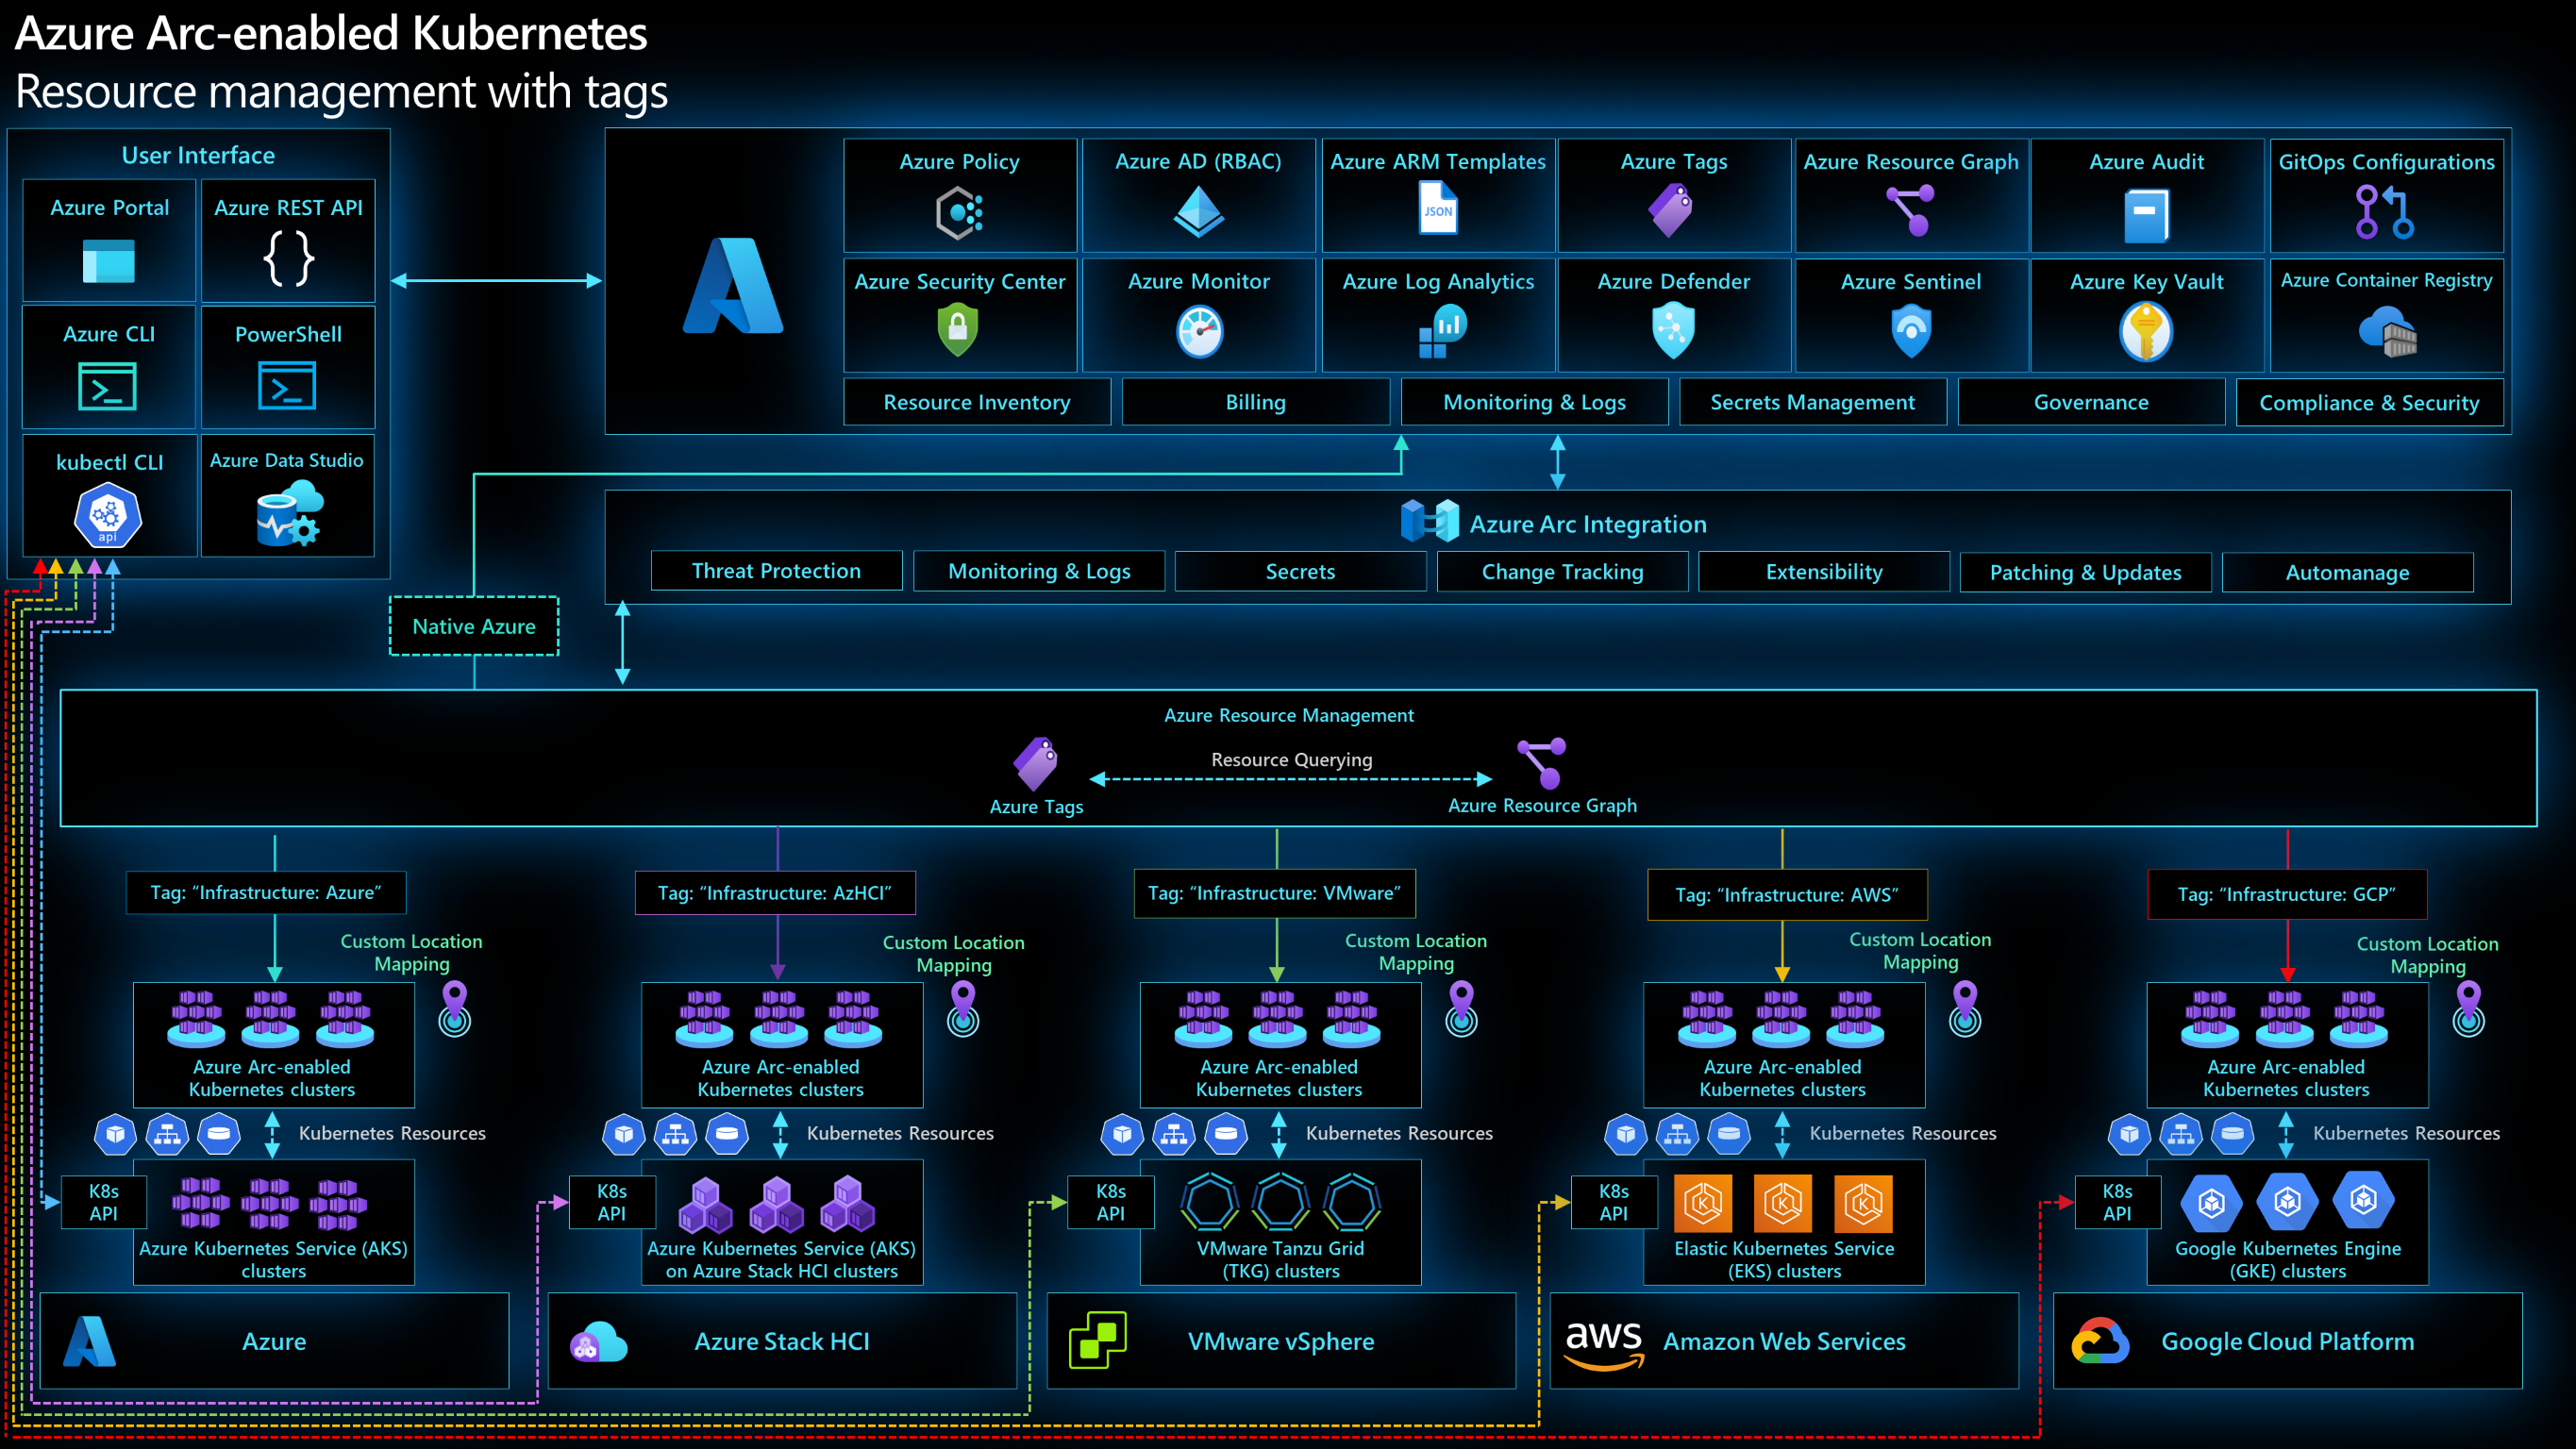 Azure Arc-enabled Kubernetes
Resource management with tags
User Interface
Azure Portal
Azure REST API
Azure CLI
PowerShell
kubectl CLI
api
Azure Data Studio
Azure Policy
Azure AD (RBAC)
Azure ARM Templates
JSON
Azure Tags
Azure Resource Graph
Azure Audit
GitOps Configurations
Azure Security Center
Azure Monitor
Azure Log Analytics
Azure Defender
Azure Sentinel
Azure Key Vault
Azure Container Registry
Resource Inventory
Billing
Monitoring & Logs
Secrets Management
Governance
Compliance & Security
Azure Arc Integration
Threat Protection
Monitoring & Logs
Secrets
Change Tracking
Extensibility
Patching & Updates
Automanage
Native Azure
Azure Resource Management
Azure Tags
Resource Querying
Azure Resource Graph
Tag: “Infrastructure: Azure”
Custom Location
Mapping
Azure Arc-enabled
Kubernetes clusters
Kubernetes Resources
K8s
API
Azure Kubernetes Service (AKS)
clusters
Azure
Tag: “Infrastructure: AzHCI”
Custom Location
Mapping
Azure Arc-enabled
Kubernetes clusters
Kubernetes Resources
K8s
API
Azure Kubernetes Service (AKS)
on Azure Stack HCI clusters
Azure Stack HCI
Tag: “Infrastructure: VMware”
Custom Location
Mapping
Azure Arc-enabled
Kubernetes clusters
Kubernetes Resources
K8s
API
VMware Tanzu Grid
(TKG) clusters
VMware vSphere
Tag: “Infrastructure: AWS”
Custom Location
Mapping
Azure Arc-enabled
Kubernetes clusters
Kubernetes Resources
K8s
API
K
K
K
Elastic Kubernetes Service
(EKS) clusters
aws
Amazon Web Services
Tag: “Infrastructure: GCP”
Custom Location
Mapping
Azure Arc-enabled
Kubernetes clusters
Kubernetes Resources
K8s
API
Google Kubernetes Engine
(GKE) clusters
Google Cloud Platform